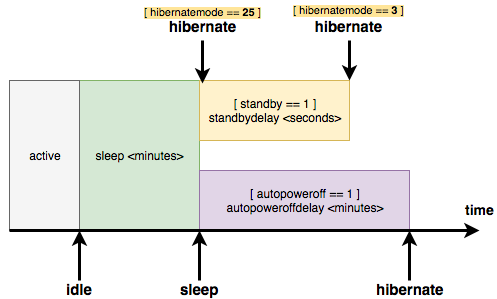 [ hibernatemode == 25 ]
hibernate
[ hibernatemode == 3 ]
hibernate
active
sleep <minutes>
[ standby == 1 ]
standbydelay <seconds>
[ autopoweroff == 1 ]
autopoweroffdelay <minutes>
time
idle
sleep
hibernate